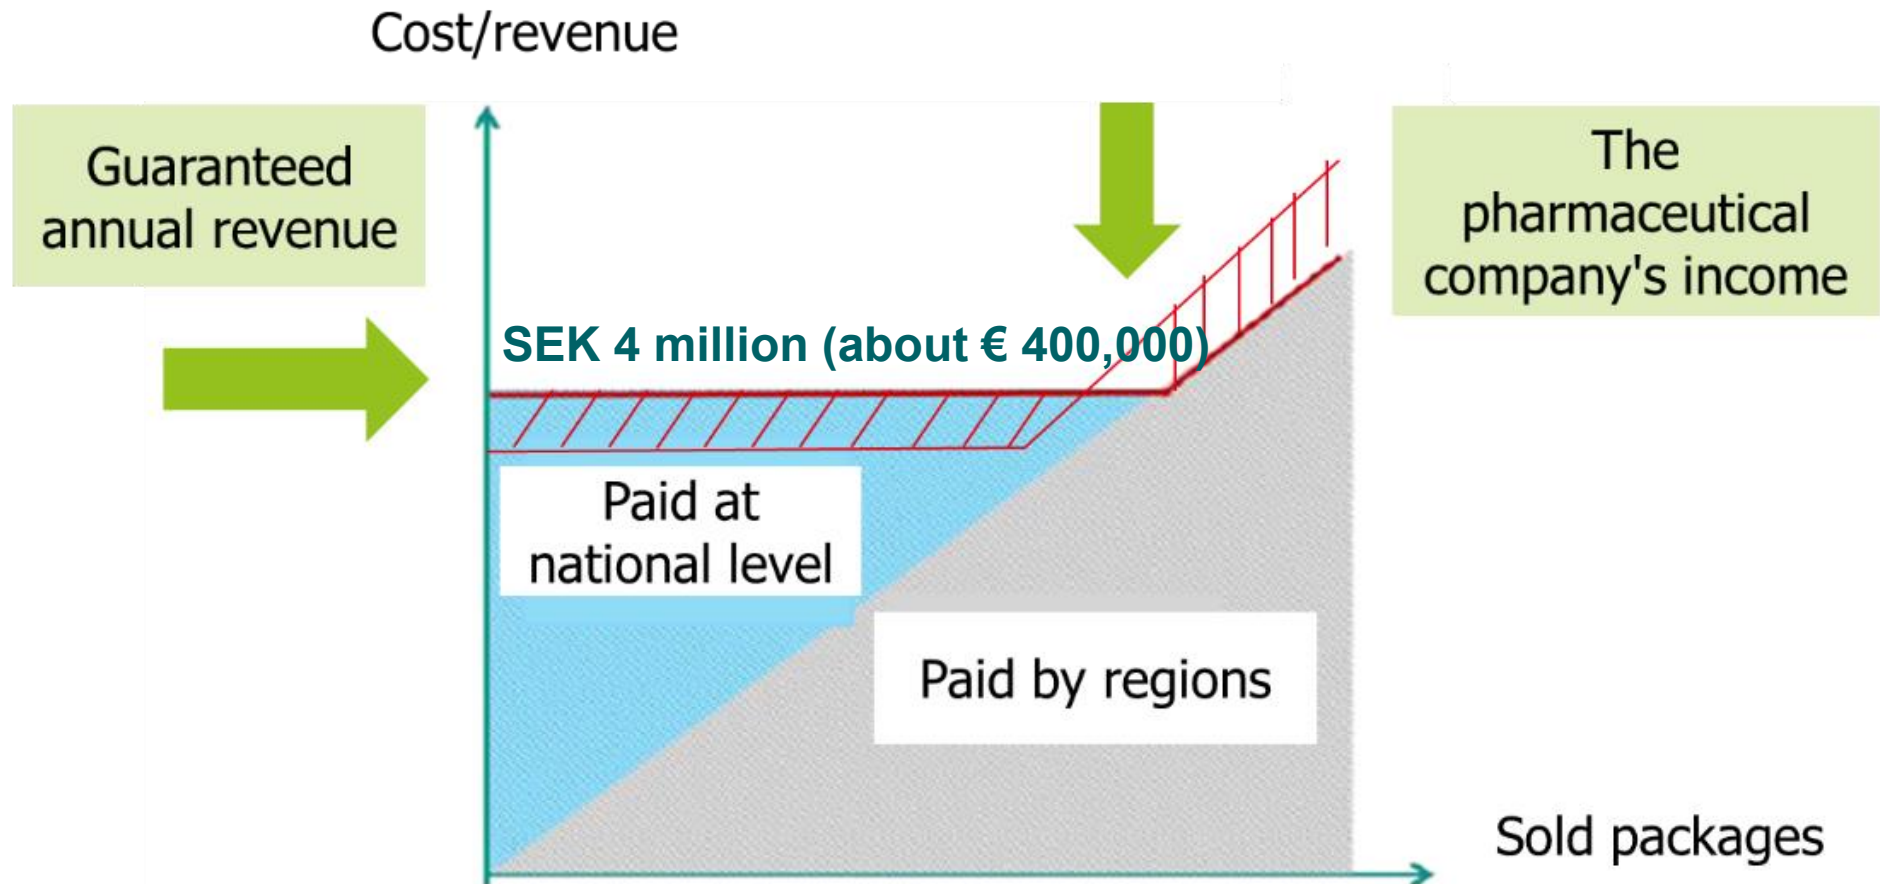 Cost/revenue
Guaranteed
annual revenue
The
pharmaceutical
company's income
SEK 4 million (about € 400,000)
Paid at
national level
Paid by regions
Sold packages